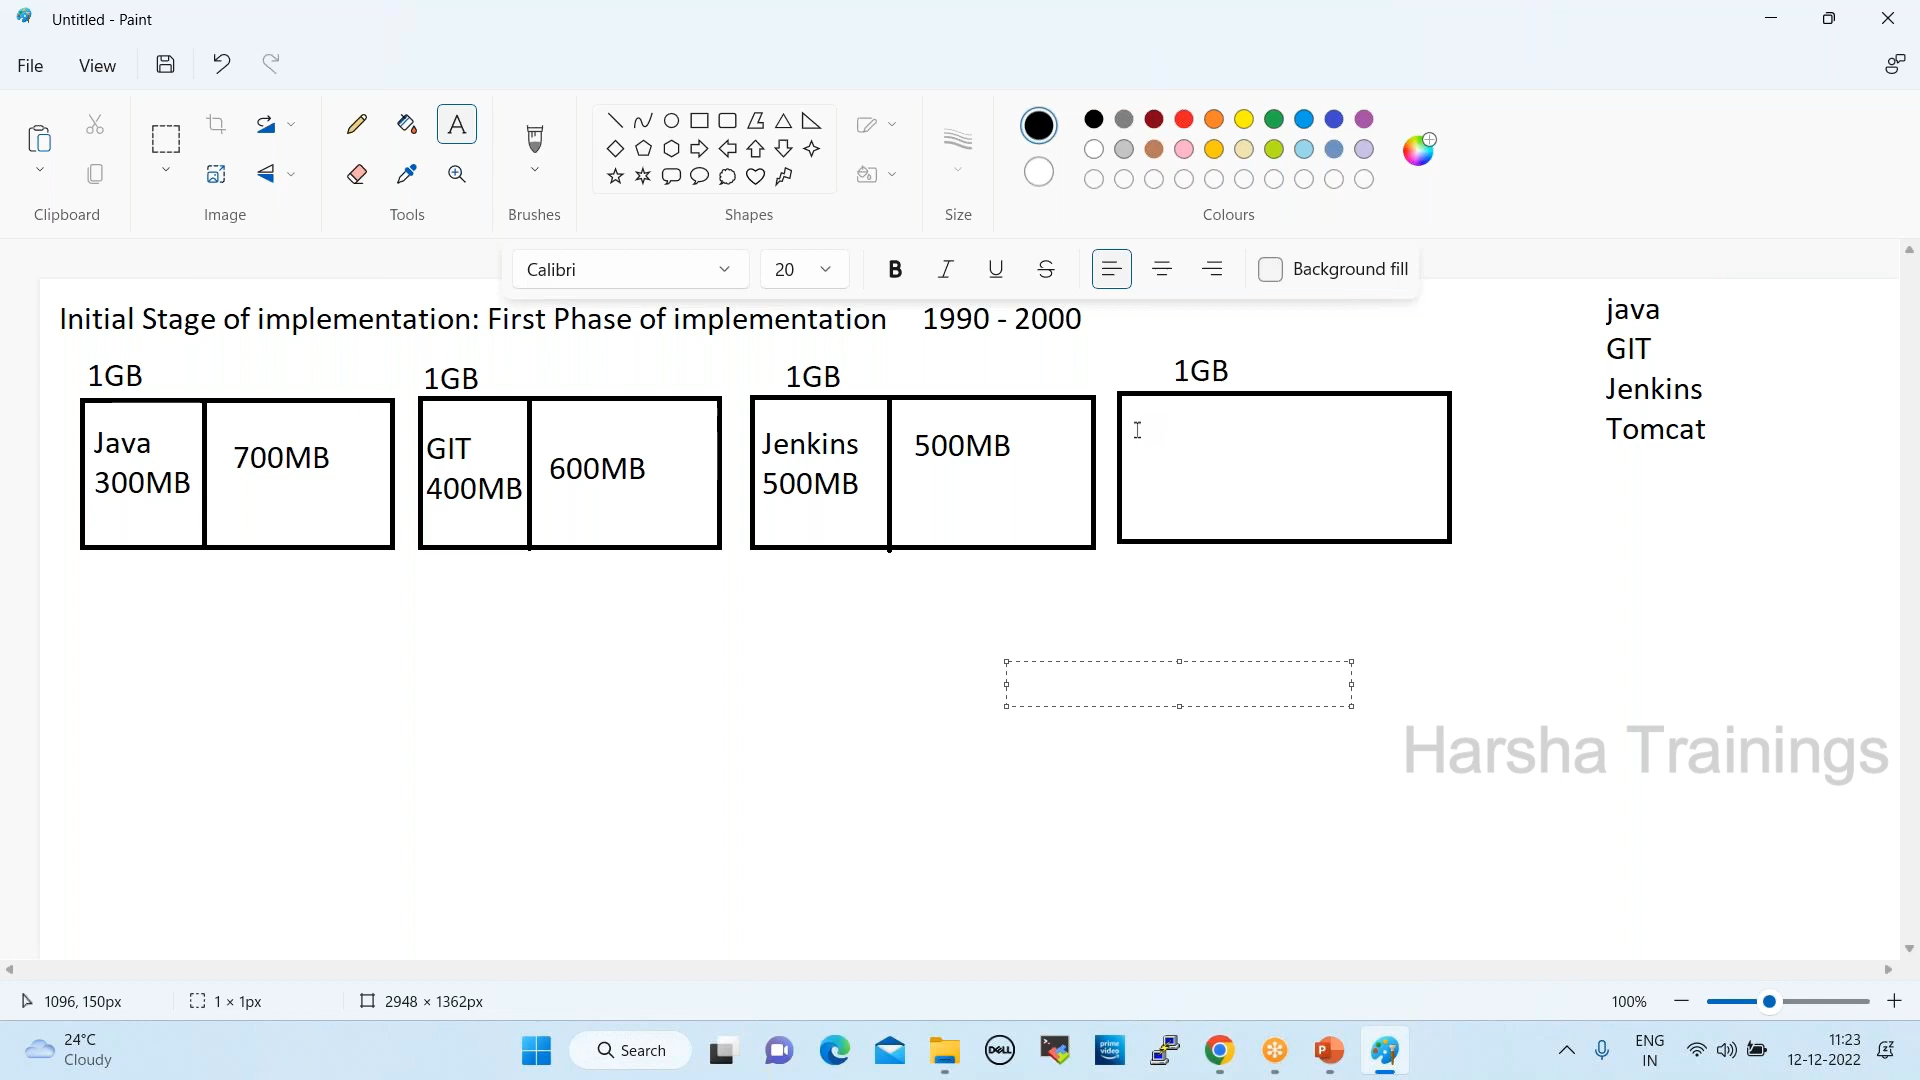 Untitled - Paint
File
View
Clipboard
Image
Tools
Brushes
Shapes
Size
Colours
Calibri
20
B
I
U
S
Background fill
Initial Stage of implementation: First Phase of implementation 1990 - 2000
1GB
1GB
1GB
1GB
Java
300MB
700MB
GIT
400MB
600MB
Jenkins
500MB
500MB
java
GIT
Jenkins
Tomcat
Harsha Trainings
1096, 150px
1 × 1px
2948 × 1362px
100%
24°C
Cloudy
Search
DELL
prime video
ENG
IN
11:23
12-12-2022